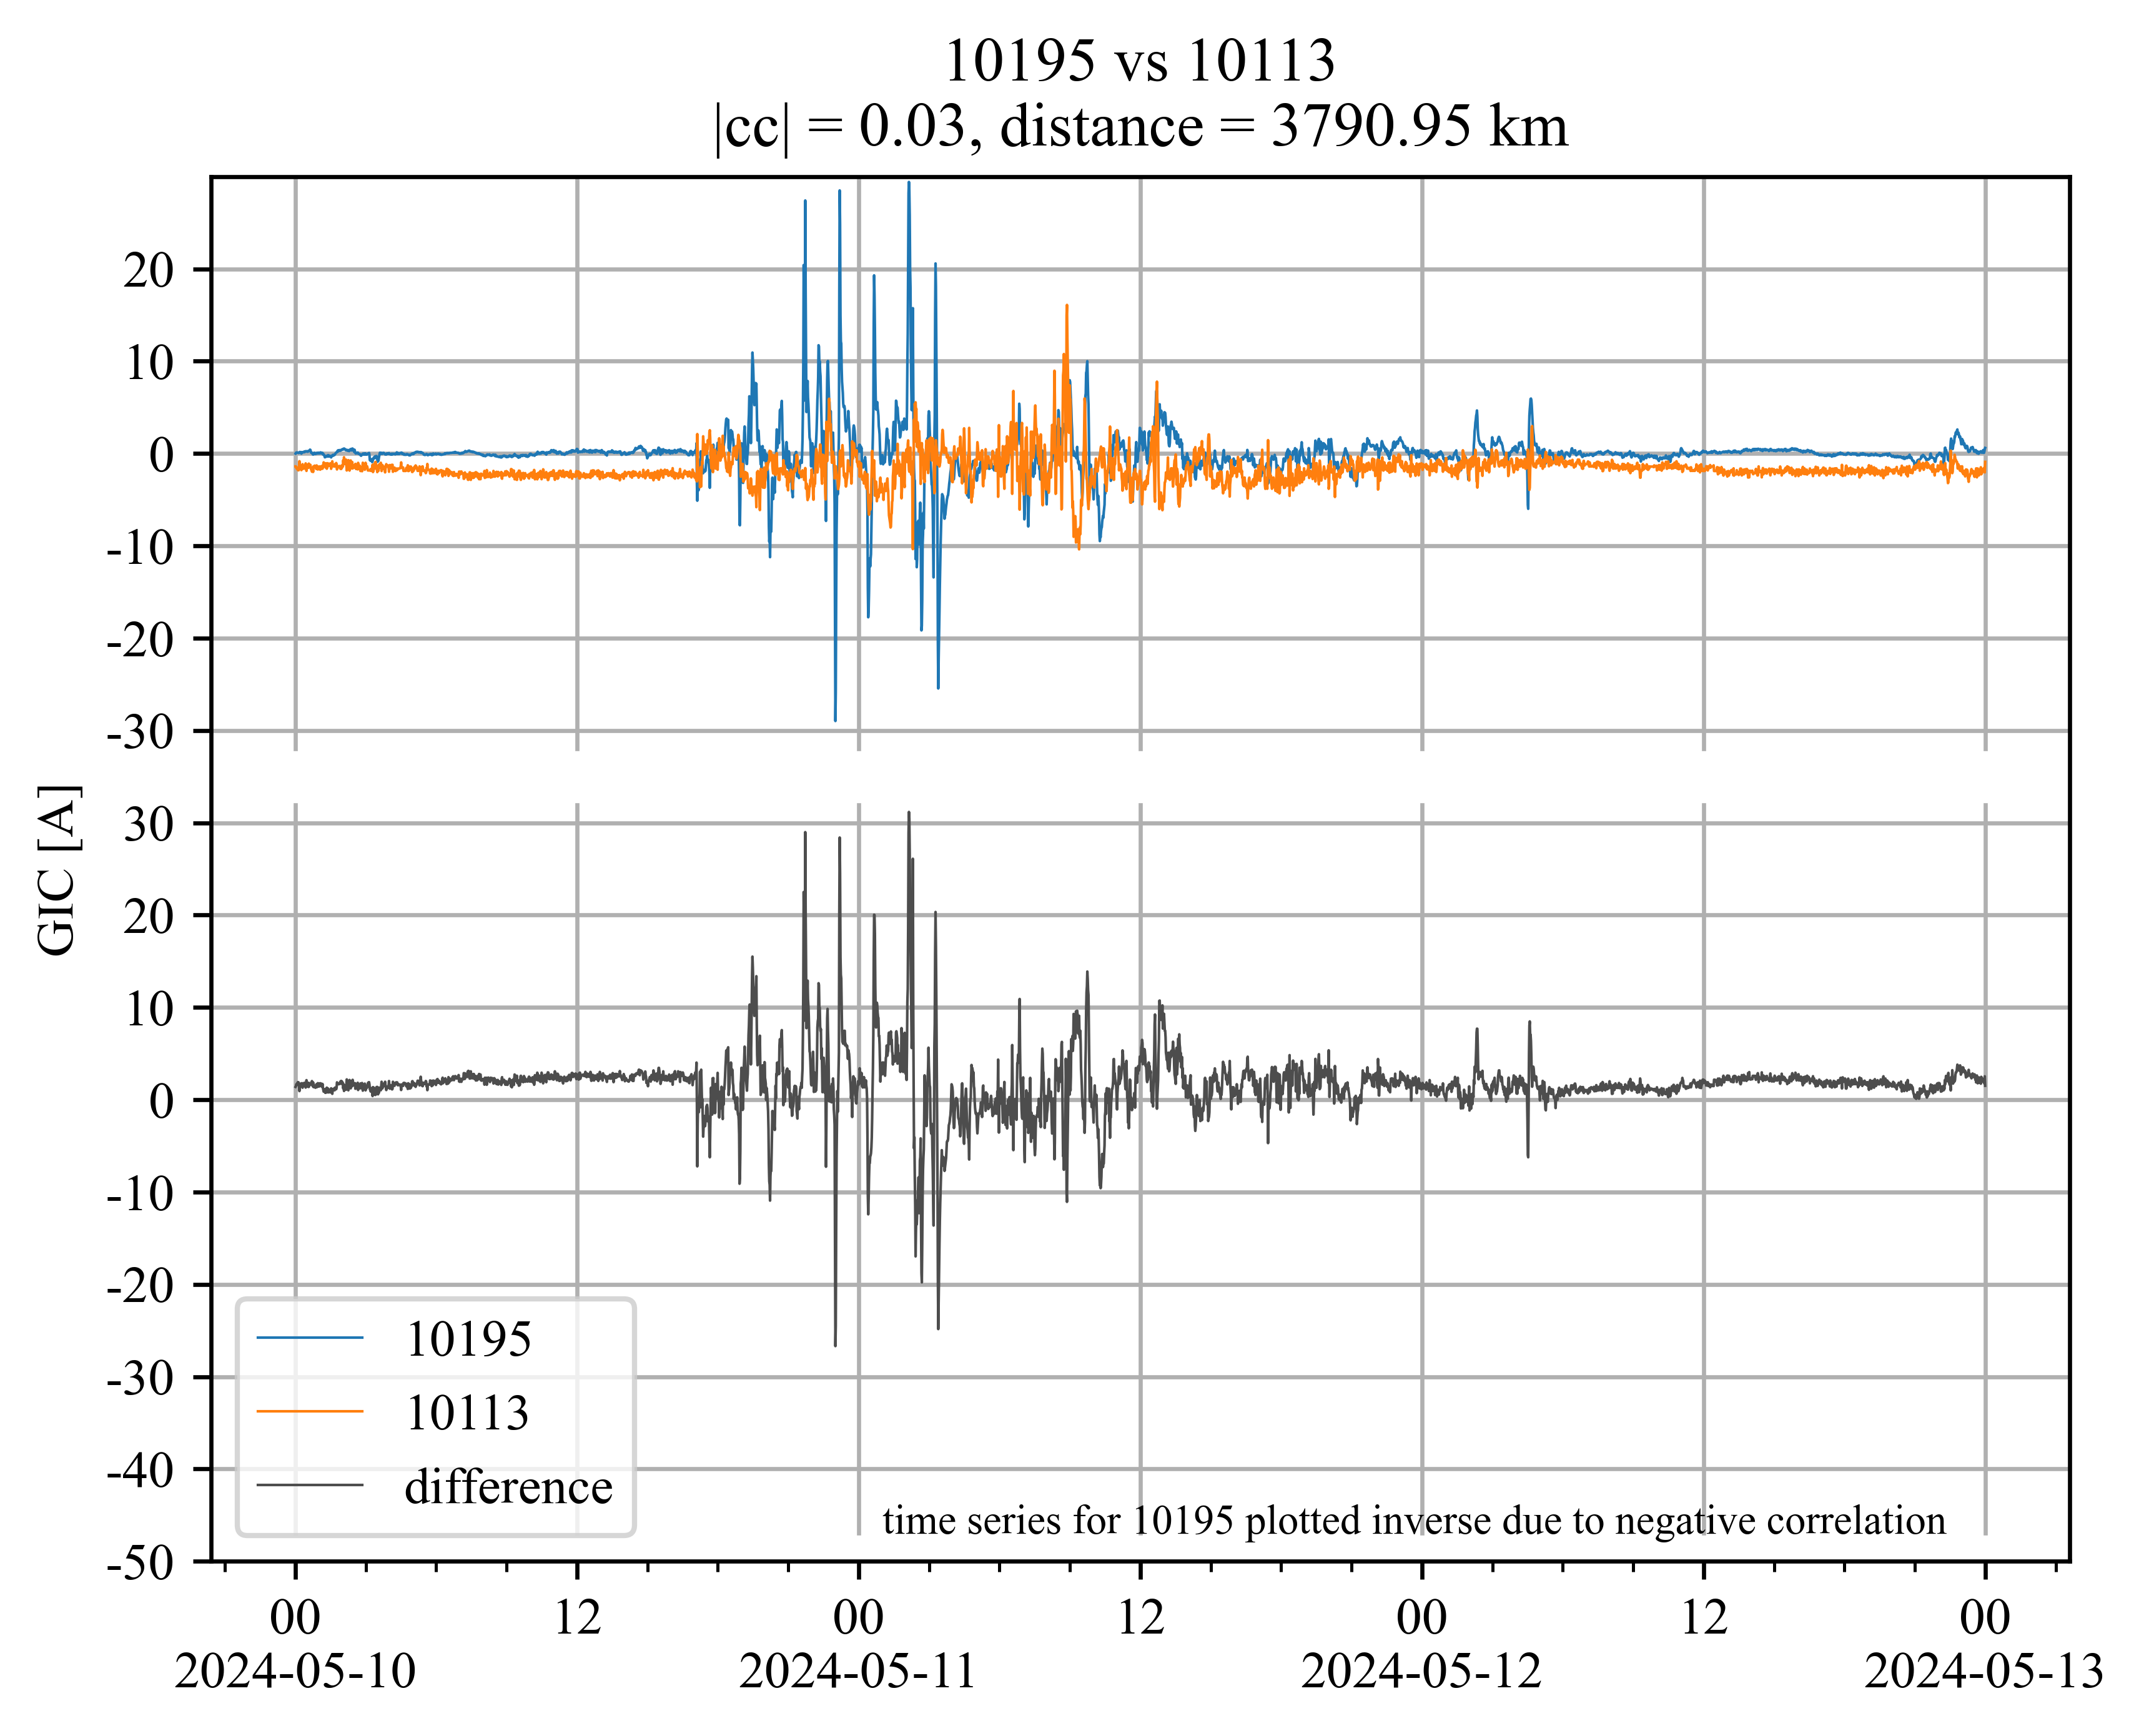 10195 vs 10113
|cc| = 0.03, distance = 3790.95 km
20
10
0
-10
-20
-30
30
20
10
0
-10
-20
-30
-40
-50
GIC [A]
10195
10113
difference
time series for 10195 plotted inverse due to negative correlation
00 12 00 12 00 12 00
2024-05-10 2024-05-11 2024-05-12 2024-05-13